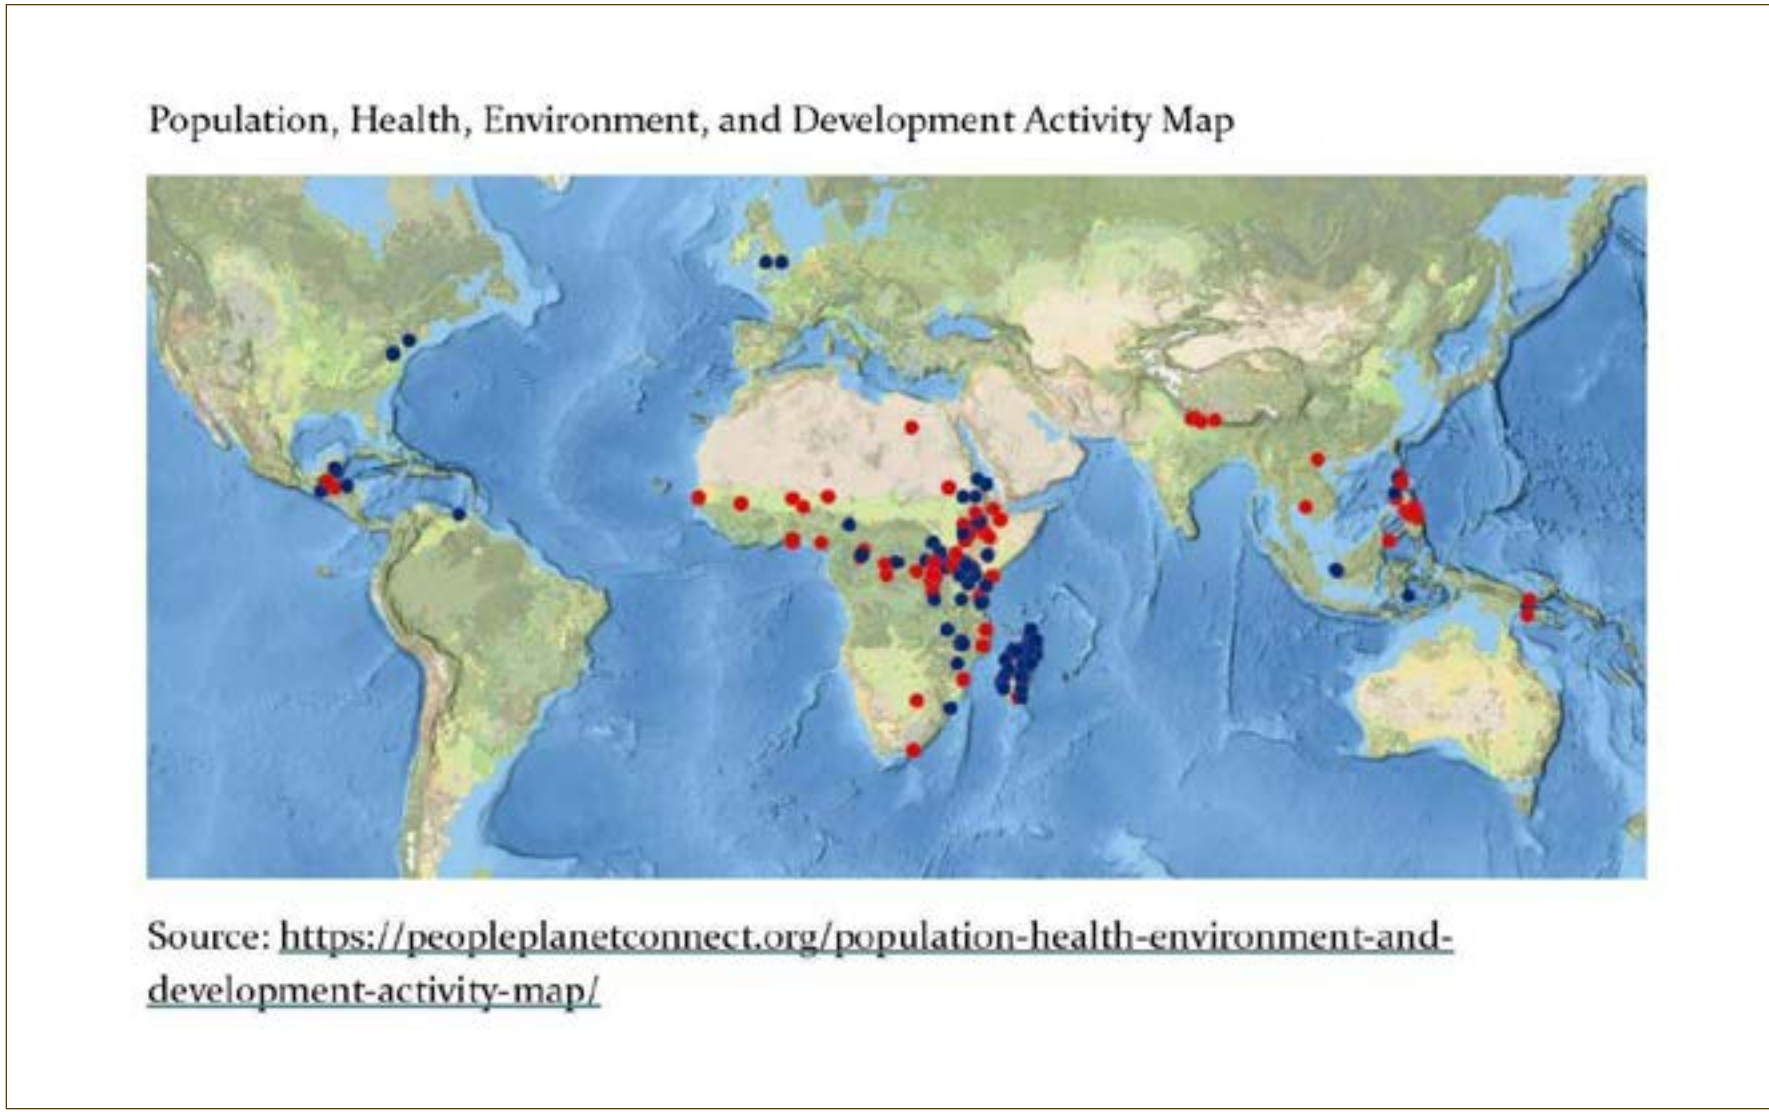 Population, Health, Environment, and Development Activity Map
Source: https://peopleplanetconnect.org/population-health-environment-and-
development-activity-map/